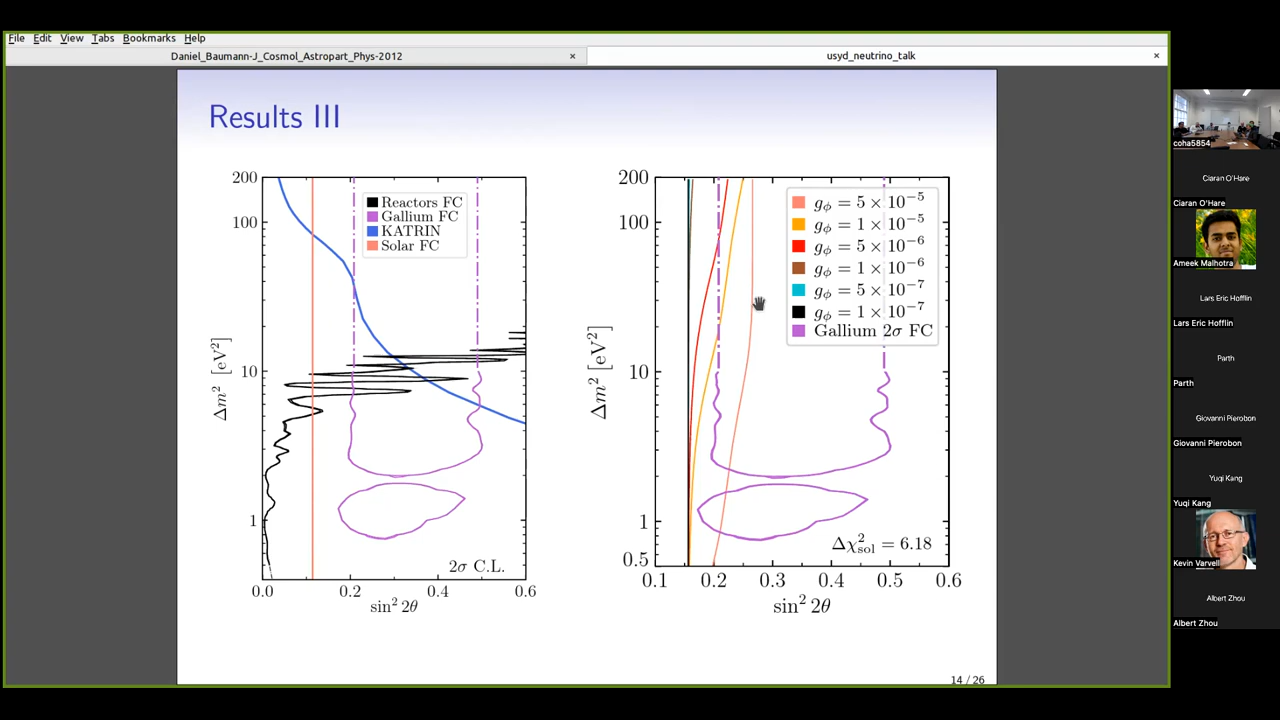 File Edit View Tabs Bookmarks Help
Daniel_Baumann-J_Cosmol_Astropart_Phys-2012 ×
usyd_neutrino_talk ×
Results III
200
100
10
1
Δm² [eV²]
0.0 0.2 0.4 0.6
sin² 2θ
Reactors FC
Gallium FC
KATRIN
Solar FC
2σ C.L.
200
100
10
1
0.5
Δm² [eV²]
0.1 0.2 0.3 0.4 0.5 0.6
sin² 2θ
gϕ = 5 × 10⁻⁵
gϕ = 1 × 10⁻⁵
gϕ = 5 × 10⁻⁶
gϕ = 1 × 10⁻⁶
gϕ = 5 × 10⁻⁷
gϕ = 1 × 10⁻⁷
Gallium 2σ FC
Δχ²sol = 6.18
14 / 26
coha5854
Ciaran O'Hare
Ciaran O'Hare
Ameek Malhotra
Lars Eric Hofflin
Lars Eric Hofflin
Parth
Parth
Giovanni Pierobon
Giovanni Pierobon
Yuqi Kang
Yuqi Kang
Kevin Varvell
Albert Zhou
Albert Zhou